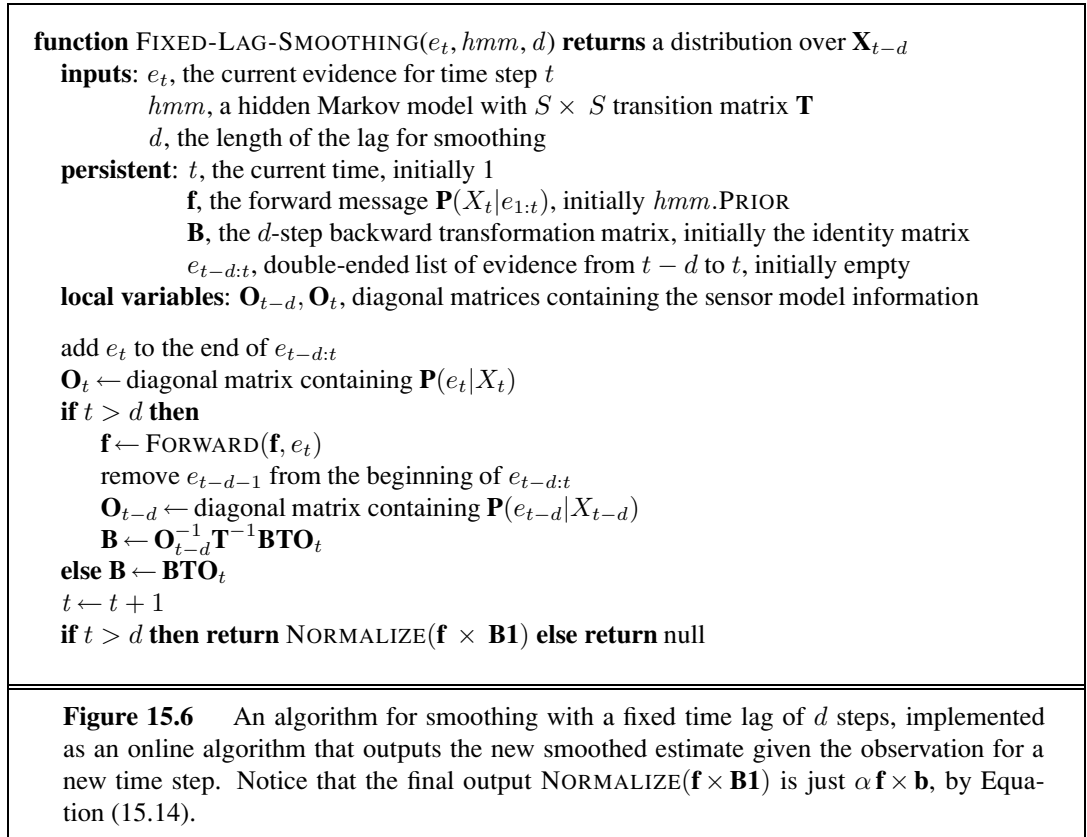 function FIXED-LAG-SMOOTHING(e_t, hmm, d) returns a distribution over X_{t−d}
inputs: e_t, the current evidence for time step t
hmm, a hidden Markov model with S × S transition matrix T
d, the length of the lag for smoothing
persistent: t, the current time, initially 1
f, the forward message P(X_t|e_{1:t}), initially hmm.PRIOR
B, the d-step backward transformation matrix, initially the identity matrix
e_{t−d:t}, double-ended list of evidence from t − d to t, initially empty
local variables: O_{t−d}, O_t, diagonal matrices containing the sensor model information
add e_t to the end of e_{t−d:t}
O_t ← diagonal matrix containing P(e_t|X_t)
if t > d then
f ← FORWARD(f, e_t)
remove e_{t−d−1} from the beginning of e_{t−d:t}
O_{t−d} ← diagonal matrix containing P(e_{t−d}|X_{t−d})
B ← O_{t−d}^{−1}T^{−1}BTO_t
else B ← BTO_t
t ← t + 1
if t > d then return NORMALIZE(f × B1) else return null
Figure 15.6 An algorithm for smoothing with a fixed time lag of d steps, implemented
as an online algorithm that outputs the new smoothed estimate given the observation for a
new time step. Notice that the final output NORMALIZE(f × B1) is just α f × b, by Equa-
tion (15.14).